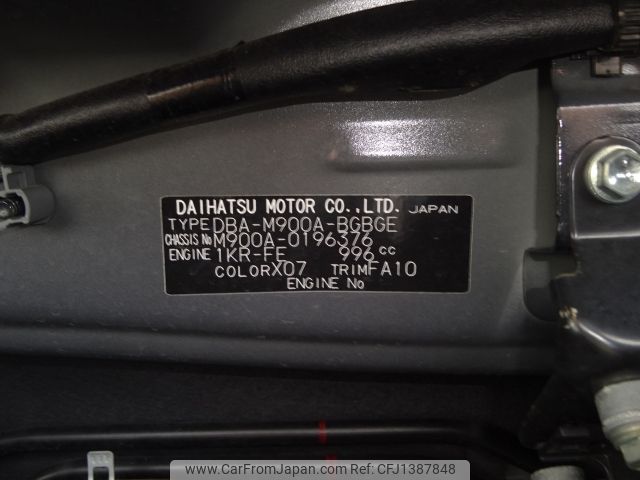 DAIHATSU MOTOR CO.,LTD. JAPAN
TYPE DBA-M900A-BGBGE
CHASSIS No M900A-0196376
ENGINE 1KR-FE 996 cc
COLOR X07 TRIM FA10
ENGINE No
www.CarFromJapan.com REF No: CFJ1387848